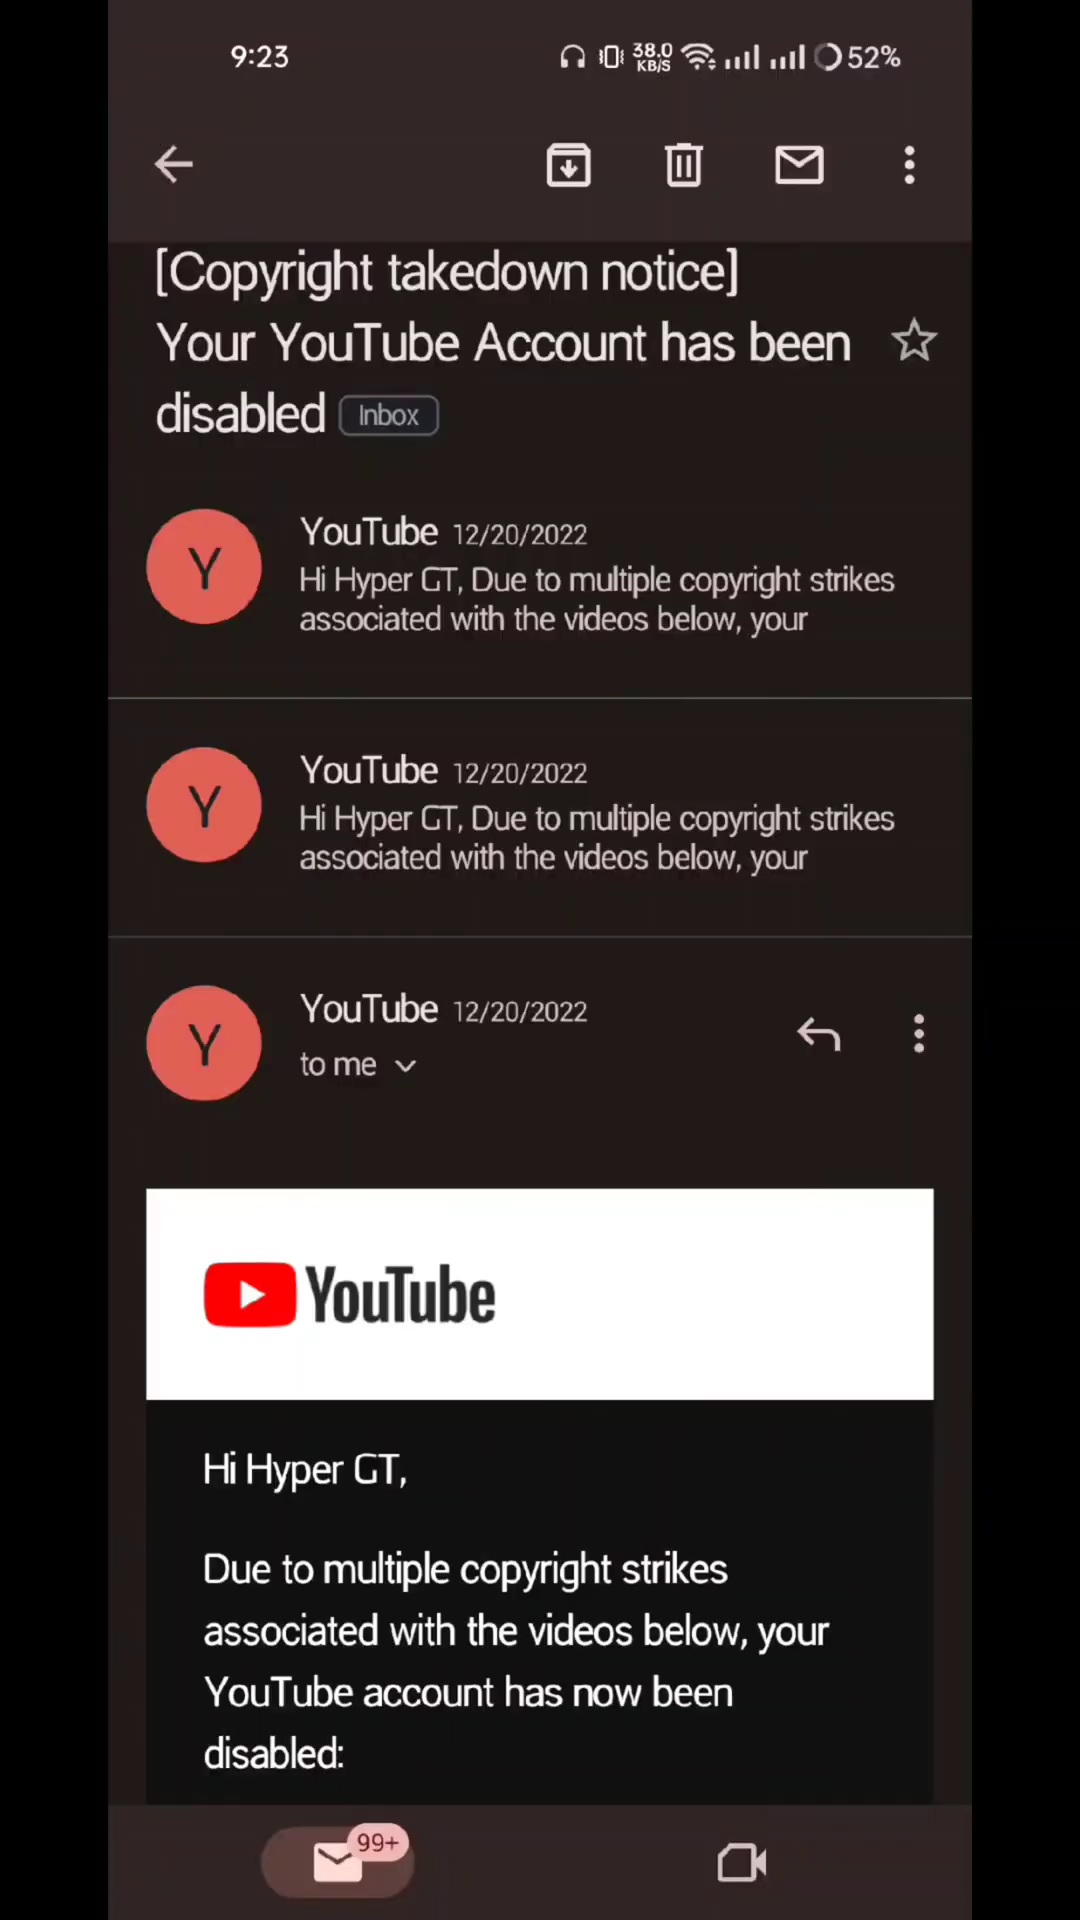 9:23 38.0 KB/S 52%
[Copyright takedown notice]
Your YouTube Account has been
disabled Inbox
Y
YouTube 12/20/2022
Hi Hyper GT, Due to multiple copyright strikes
associated with the videos below, your
Y
YouTube 12/20/2022
Hi Hyper GT, Due to multiple copyright strikes
associated with the videos below, your
Y
YouTube 12/20/2022
to me
YouTube
Hi Hyper GT,
Due to multiple copyright strikes
associated with the videos below, your
YouTube account has now been
disabled:
99+